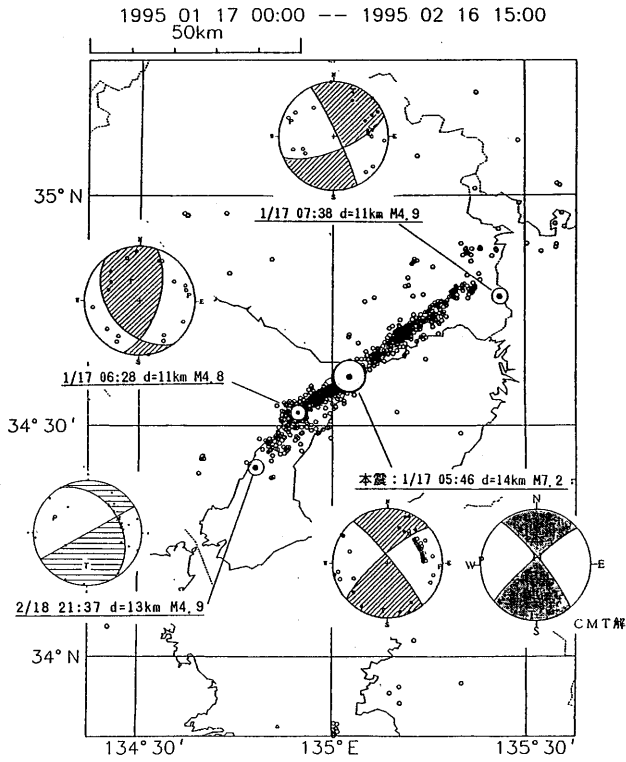 1995 01 17 00:00 -- 1995 02 16 15:00
50km
N
W
E
S
P
35°N
1/17 07:38 d=11km M4.9
N
W
E
S
P
1/17 06:28 d=11km M4.8
34°30'
本震:1/17 05:46 d=14km M7.2
P
T
N
W
E
S
P
N
W
P
E
T
S
2/18 21:37 d=13km M4.9
CMT解
34°N
134°30'
135°E
135°30'